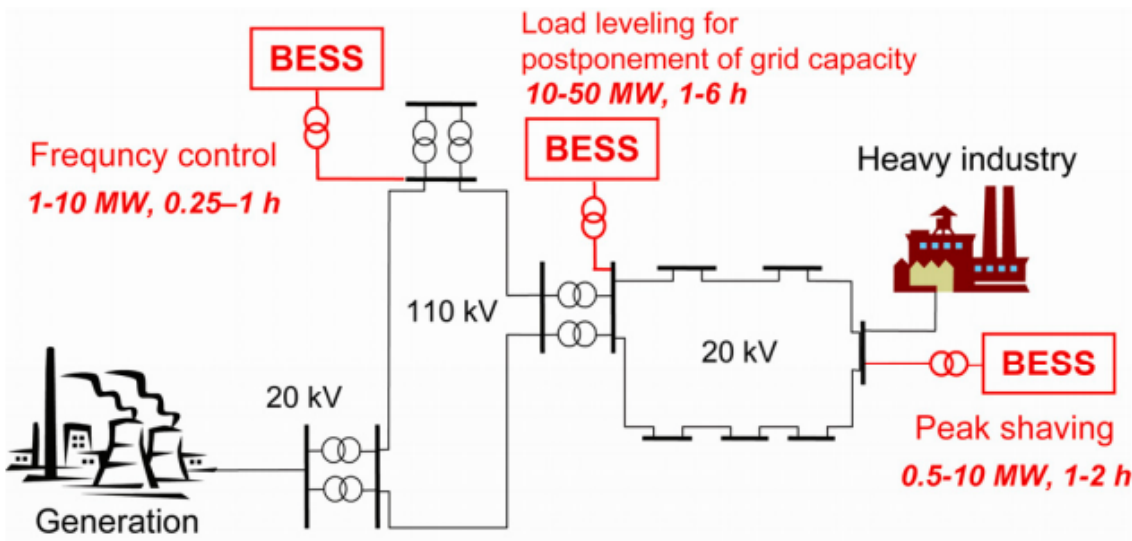 BESS
Load leveling for
postponement of grid capacity
10-50 MW, 1-6 h
BESS
Frequncy control
1-10 MW, 0.25–1 h
Heavy industry
110 kV
20 kV
20 kV
BESS
Peak shaving
0.5-10 MW, 1-2 h
Generation